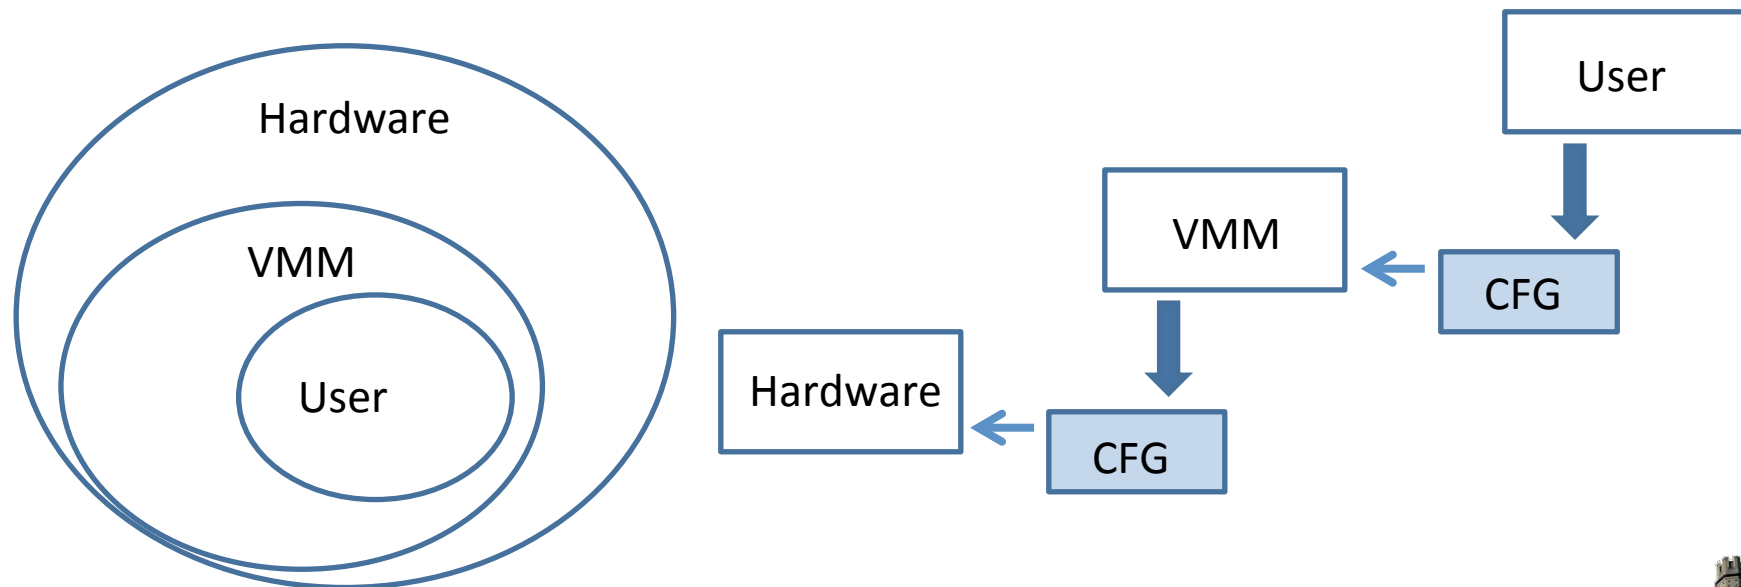 Hardware
VMM
User
User
VMM
CFG
Hardware
CFG